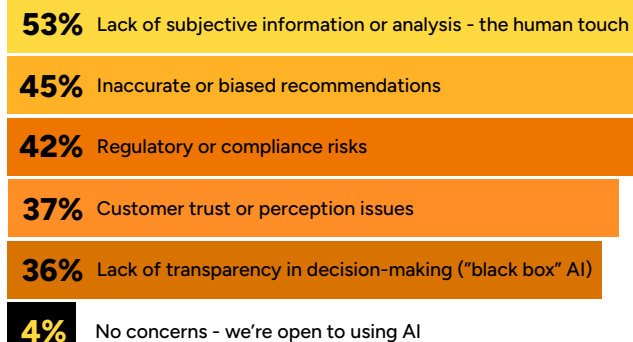 53% Lack of subjective information or analysis - the human touch
45% Inaccurate or biased recommendations
42% Regulatory or compliance risks
37% Customer trust or perception issues
36% Lack of transparency in decision-making (”black box” AI)
4% No concerns - we’re open to using AI